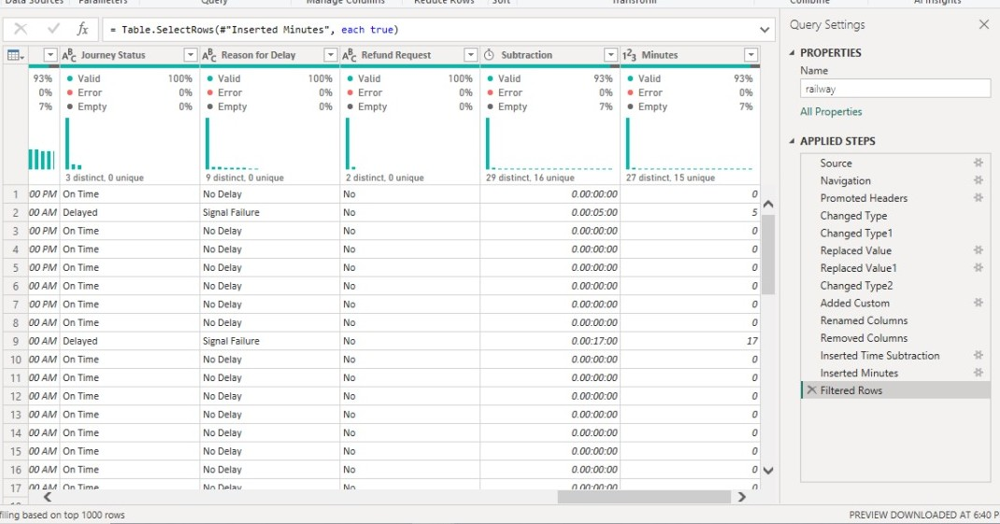 Data Sources Parameters Query Manage Columns Reduce Rows Sort Transform Combine AI Insights
fx = Table.SelectRows(#"Inserted Minutes", each true)
ABC Journey Status ABC Reason for Delay ABC Refund Request Subtraction 123 Minutes
93% Valid 100% Valid 100% Valid 100% Valid 93% Valid 93%
0% Error 0% Error 0% Error 0% Error 0% Error 0%
7% Empty 0% Empty 0% Empty 0% Empty 7% Empty 7%
3 distinct, 0 unique 9 distinct, 0 unique 2 distinct, 0 unique 29 distinct, 16 unique 27 distinct, 15 unique
1 00 PM On Time No Delay No 0.00:00:00 0
2 00 AM Delayed Signal Failure No 0.00:05:00 5
3 00 PM On Time No Delay No 0.00:00:00 0
4 00 PM On Time No Delay No 0.00:00:00 0
5 00 PM On Time No Delay No 0.00:00:00 0
6 00 AM On Time No Delay No 0.00:00:00 0
7 00 PM On Time No Delay No 0.00:00:00 0
8 00 AM On Time No Delay No 0.00:00:00 0
9 00 AM Delayed Signal Failure No 0.00:17:00 17
10 00 AM On Time No Delay No 0.00:00:00 0
11 00 AM On Time No Delay No 0.00:00:00 0
12 00 AM On Time No Delay No 0.00:00:00 0
13 00 AM On Time No Delay No 0.00:00:00 0
14 00 AM On Time No Delay No 0.00:00:00 0
15 00 AM On Time No Delay No 0.00:00:00 0
16 00 AM On Time No Delay No 0.00:00:00 0
17 00 AM On Time No Delay No 0.00:00:00 0
filing based on top 1000 rows
Query Settings
PROPERTIES
Name
railway
All Properties
APPLIED STEPS
Source
Navigation
Promoted Headers
Changed Type
Changed Type1
Replaced Value
Replaced Value1
Changed Type2
Added Custom
Renamed Columns
Removed Columns
Inserted Time Subtraction
Inserted Minutes
Filtered Rows
PREVIEW DOWNLOADED AT 6:40 P